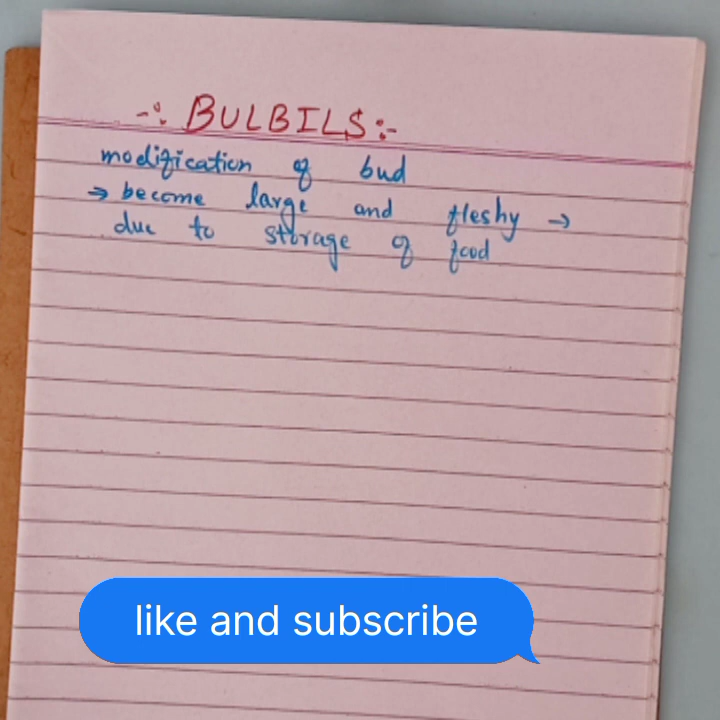 -:BULBILS:-
modification of bud
→ become large and fleshy →
due to storage of food
like and subscribe